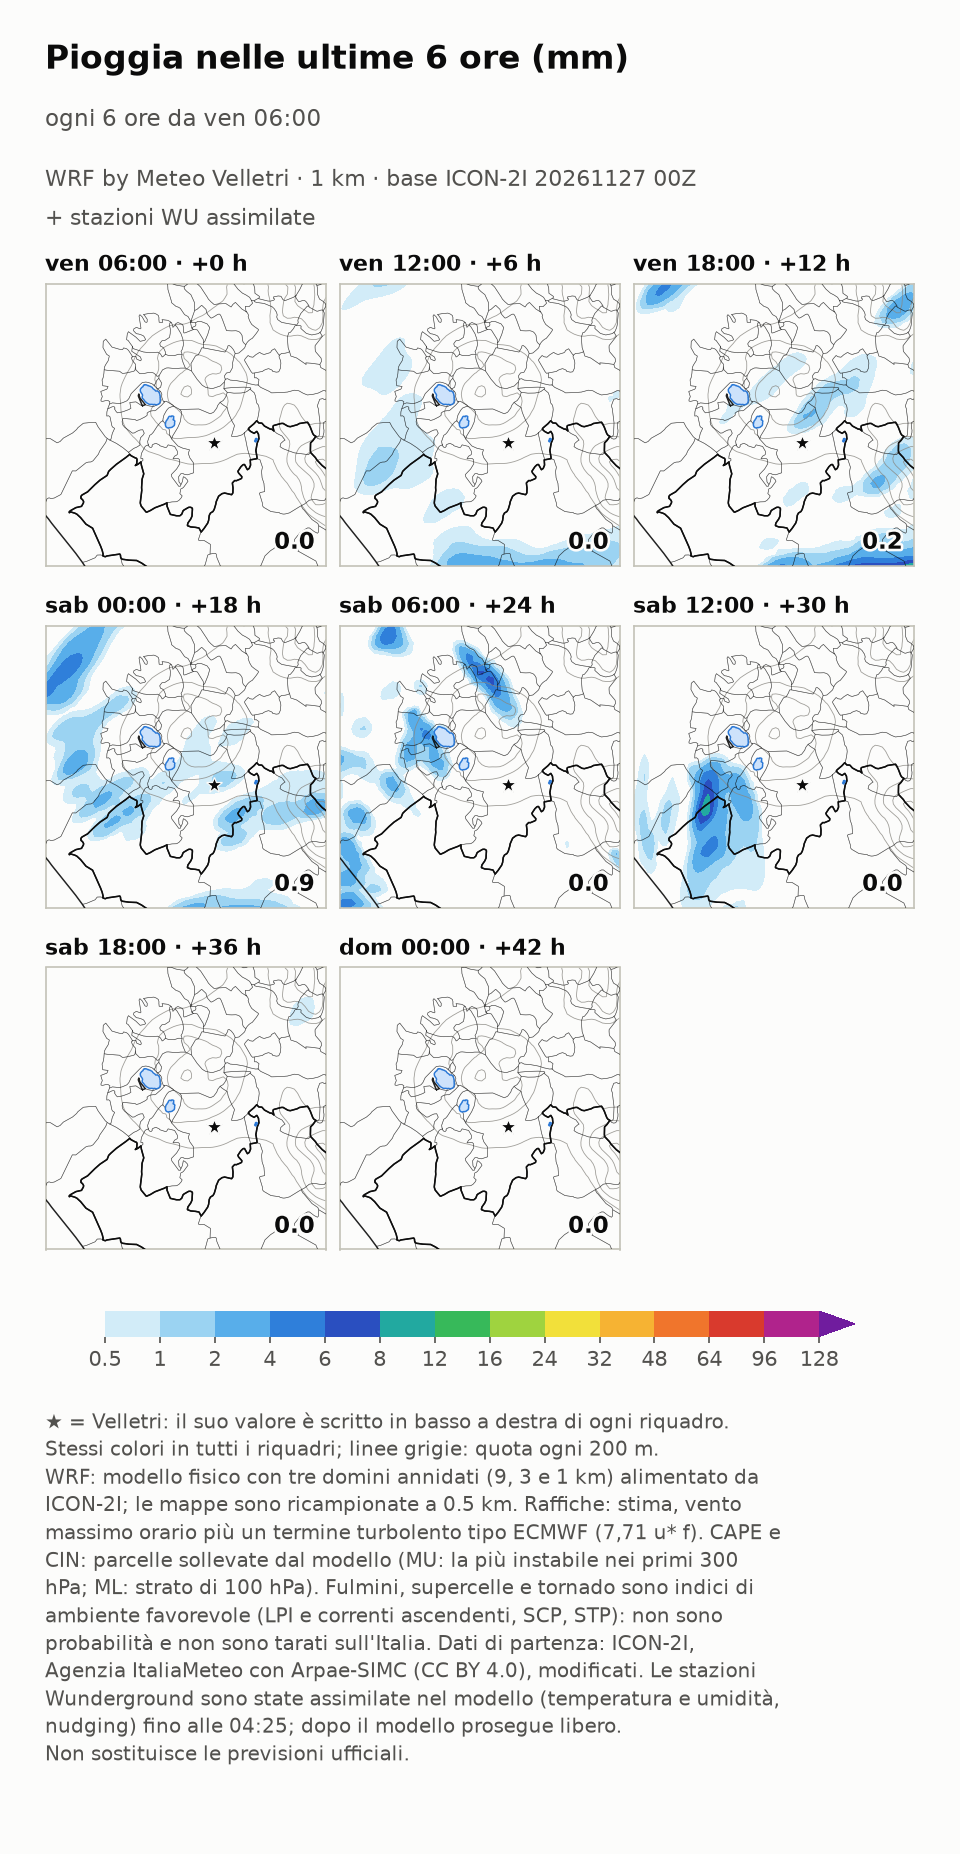 Pioggia nelle ultime 6 ore (mm)
ogni 6 ore da ven 06:00
WRF by Meteo Velletri · 1 km · base ICON-2I 20261127 00Z
+ stazioni WU assimilate
ven 06:00 · +0 h
ven 12:00 · +6 h
ven 18:00 · +12 h
0.0
0.0
0.2
sab 00:00 · +18 h
sab 06:00 · +24 h
sab 12:00 · +30 h
0.9
0.0
0.0
sab 18:00 · +36 h
dom 00:00 · +42 h
0.0
0.0
0.5 1 2 4 6 8 12 16 24 32 48 64 96 128
★ = Velletri: il suo valore è scritto in basso a destra di ogni riquadro.
Stessi colori in tutti i riquadri; linee grigie: quota ogni 200 m.
WRF: modello fisico con tre domini annidati (9, 3 e 1 km) alimentato da
ICON-2I; le mappe sono ricampionate a 0.5 km. Raffiche: stima, vento
massimo orario più un termine turbolento tipo ECMWF (7,71 u* f). CAPE e
CIN: parcelle sollevate dal modello (MU: la più instabile nei primi 300
hPa; ML: strato di 100 hPa). Fulmini, supercelle e tornado sono indici di
ambiente favorevole (LPI e correnti ascendenti, SCP, STP): non sono
probabilità e non sono tarati sull'Italia. Dati di partenza: ICON-2I,
Agenzia ItaliaMeteo con Arpae-SIMC (CC BY 4.0), modificati. Le stazioni
Wunderground sono state assimilate nel modello (temperatura e umidità,
nudging) fino alle 04:25; dopo il modello prosegue libero.
Non sostituisce le previsioni ufficiali.